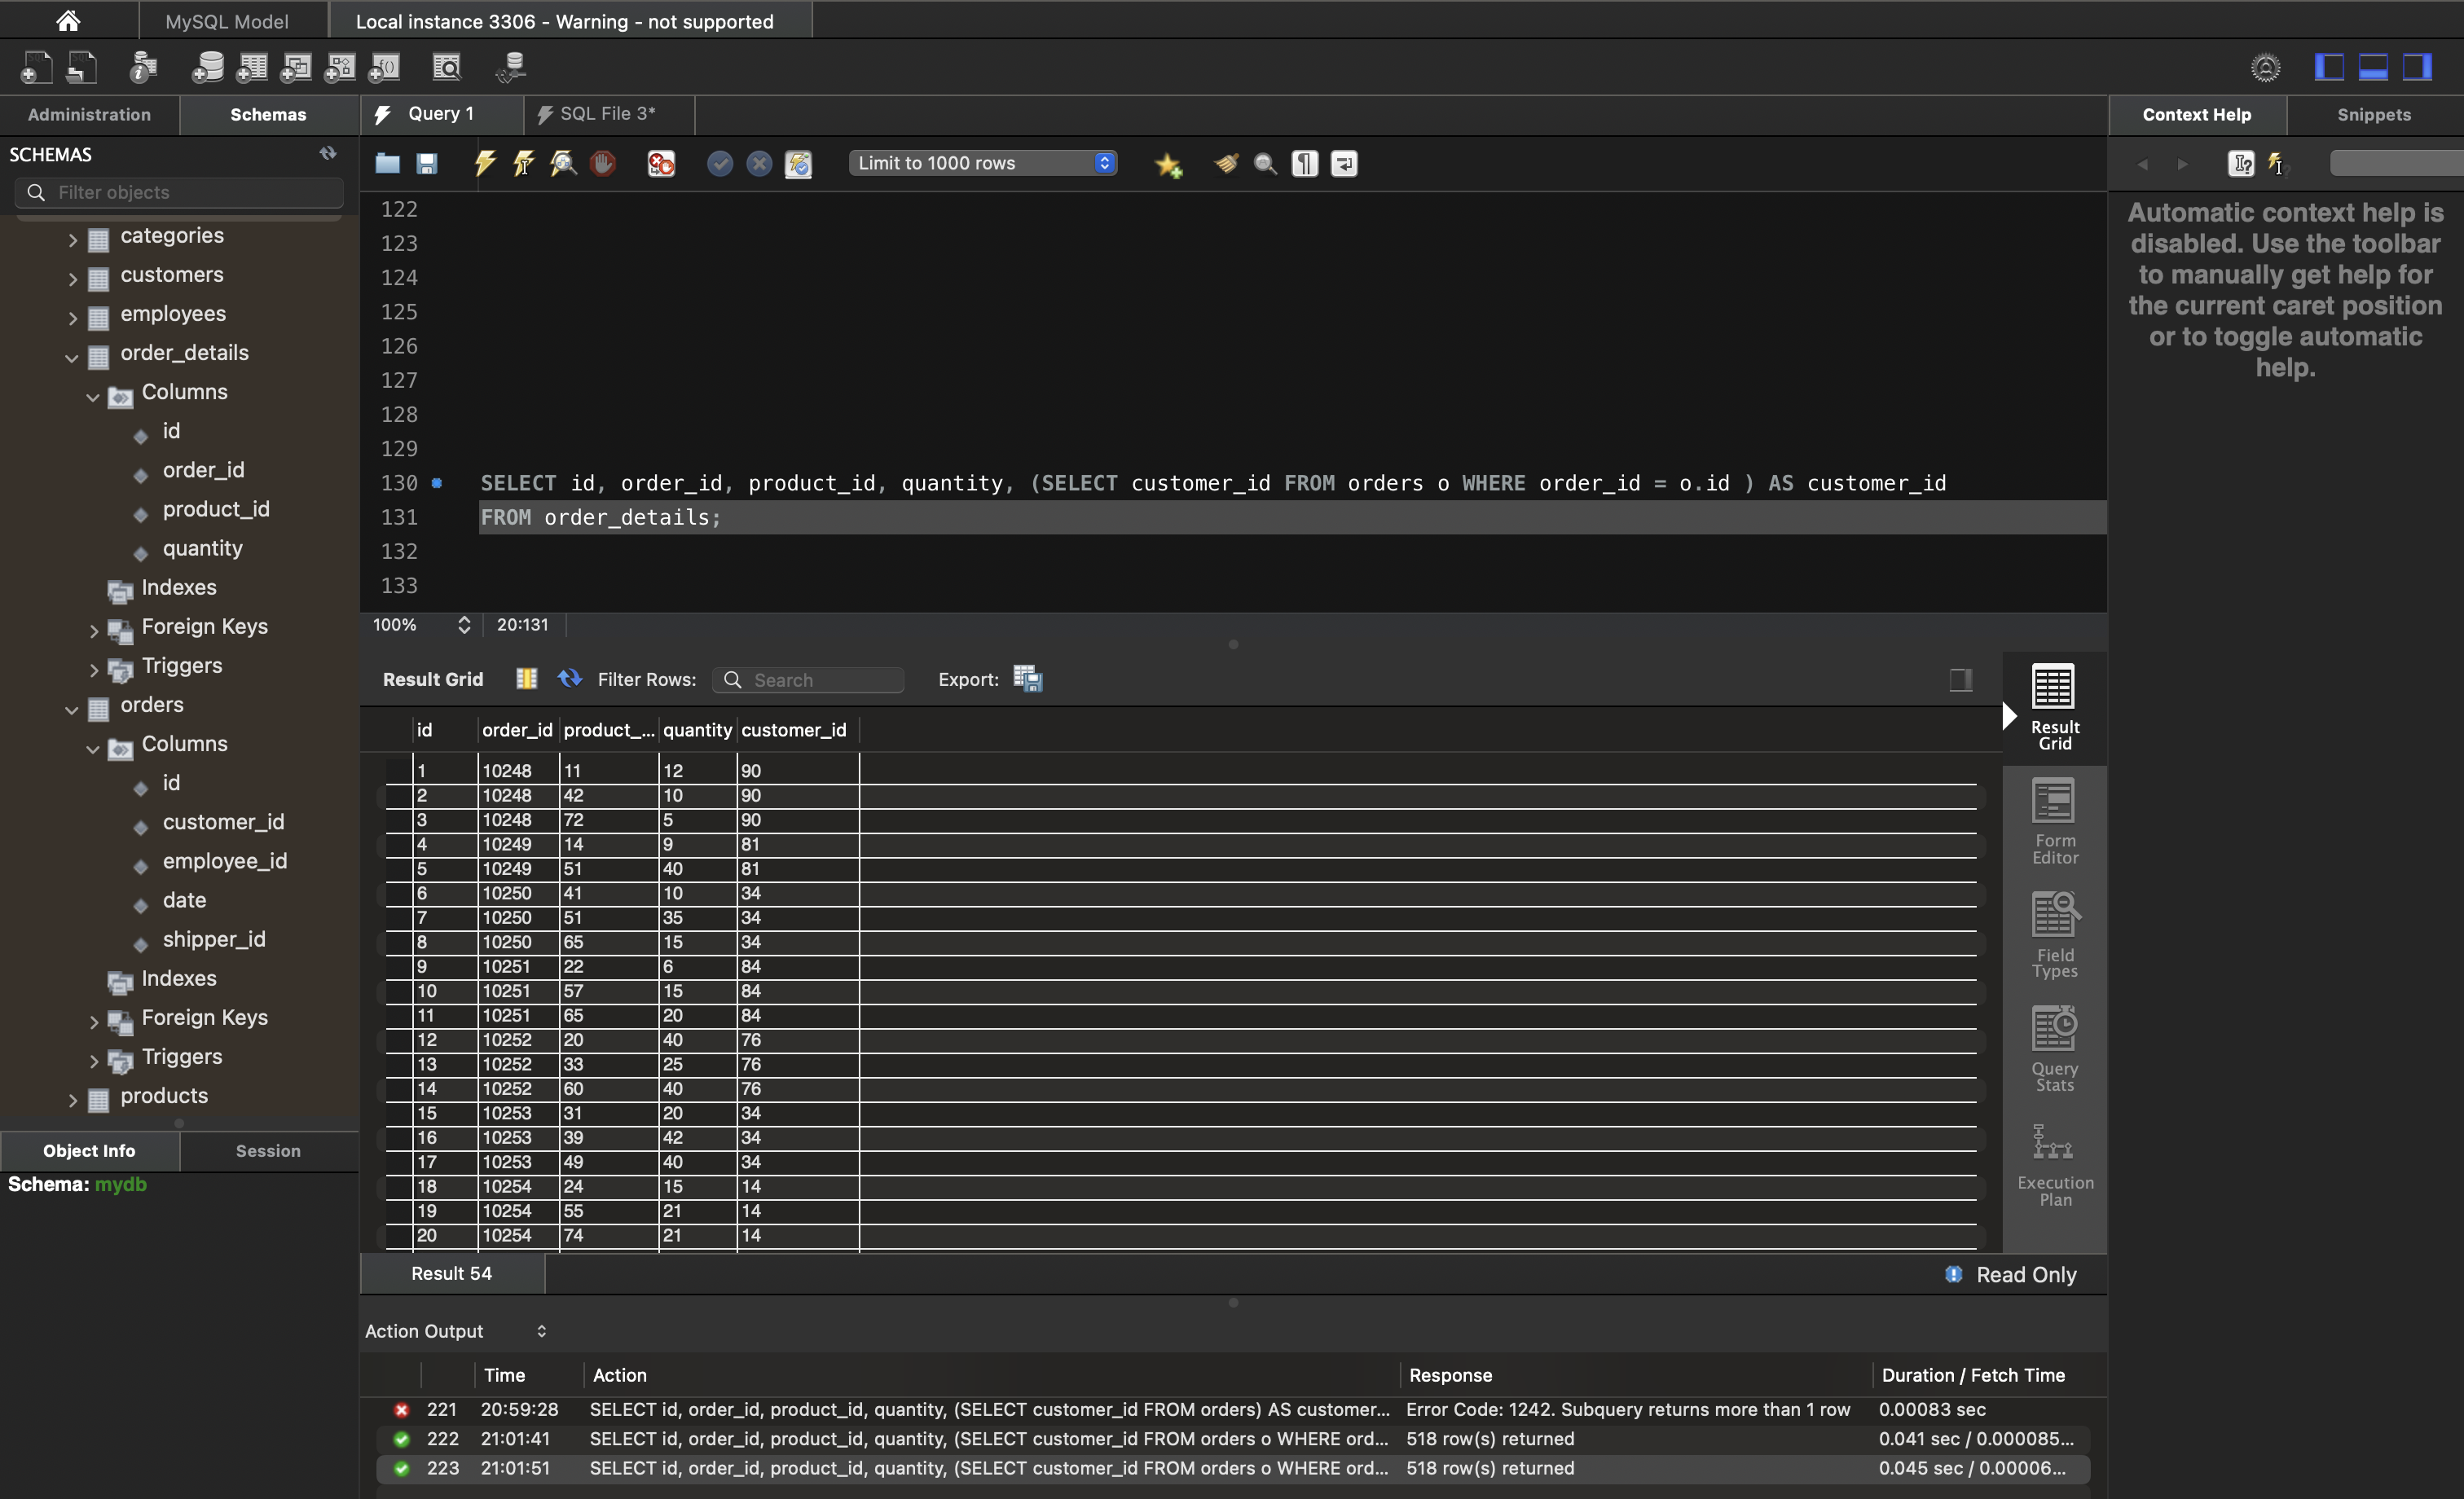 MySQL Model
Local instance 3306 - Warning - not supported
Administration
Schemas
Query 1
SQL File 3*
Context Help
Snippets
SCHEMAS
Filter objects
Limit to 1000 rows
categories
customers
employees
order_details
Columns
id
order_id
product_id
quantity
Indexes
Foreign Keys
Triggers
orders
Columns
id
customer_id
employee_id
date
shipper_id
Indexes
Foreign Keys
Triggers
products
Object Info
Session
Schema: mydb
122
123
124
125
126
127
128
129
130 SELECT id, order_id, product_id, quantity, (SELECT customer_id FROM orders o WHERE order_id = o.id ) AS customer_id
131 FROM order_details;
132
133
100%
20:131
Automatic context help is
disabled. Use the toolbar
to manually get help for
the current caret position
or to toggle automatic
help.
Result Grid
Filter Rows:
Search
Export:
id order_id product_... quantity customer_id
1 10248 11 12 90
2 10248 42 10 90
3 10248 72 5 90
4 10249 14 9 81
5 10249 51 40 81
6 10250 41 10 34
7 10250 51 35 34
8 10250 65 15 34
9 10251 22 6 84
10 10251 57 15 84
11 10251 65 20 84
12 10252 20 40 76
13 10252 33 25 76
14 10252 60 40 76
15 10253 31 20 34
16 10253 39 42 34
17 10253 49 40 34
18 10254 24 15 14
19 10254 55 21 14
20 10254 74 21 14
Result
Grid
Form
Editor
Field
Types
Query
Stats
Execution
Plan
Result 54
Read Only
Action Output
Time Action Response Duration / Fetch Time
221 20:59:28 SELECT id, order_id, product_id, quantity, (SELECT customer_id FROM orders) AS customer... Error Code: 1242. Subquery returns more than 1 row 0.00083 sec
222 21:01:41 SELECT id, order_id, product_id, quantity, (SELECT customer_id FROM orders o WHERE ord... 518 row(s) returned 0.041 sec / 0.000085...
223 21:01:51 SELECT id, order_id, product_id, quantity, (SELECT customer_id FROM orders o WHERE ord... 518 row(s) returned 0.045 sec / 0.00006...